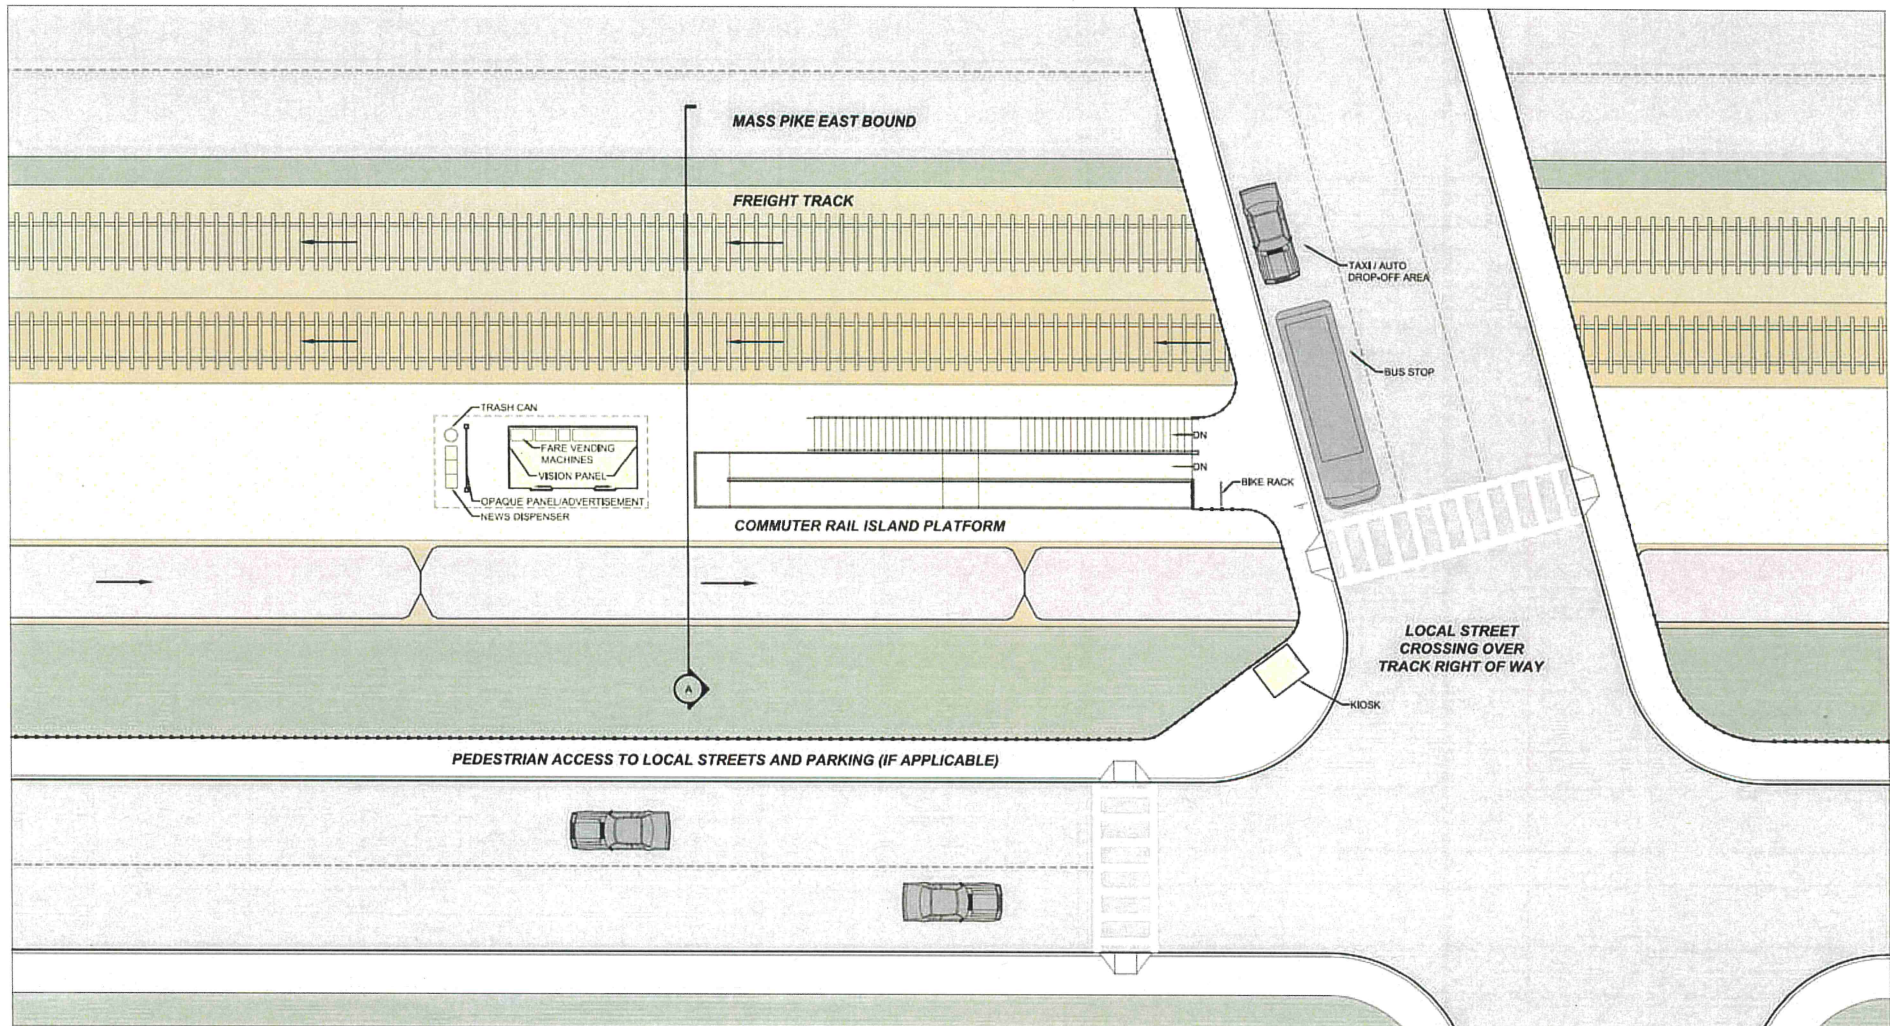 MASS PIKE EAST BOUND
FREIGHT TRACK
TAXI / AUTO
DROP-OFF AREA
BUS STOP
TRASH CAN
FARE VENDING
MACHINES
VISION PANEL
OPAQUE PANEL/ADVERTISEMENT
NEWS DISPENSER
DN
DN
BIKE RACK
COMMUTER RAIL ISLAND PLATFORM
LOCAL STREET
CROSSING OVER
TRACK RIGHT OF WAY
A
KIOSK
PEDESTRIAN ACCESS TO LOCAL STREETS AND PARKING (IF APPLICABLE)